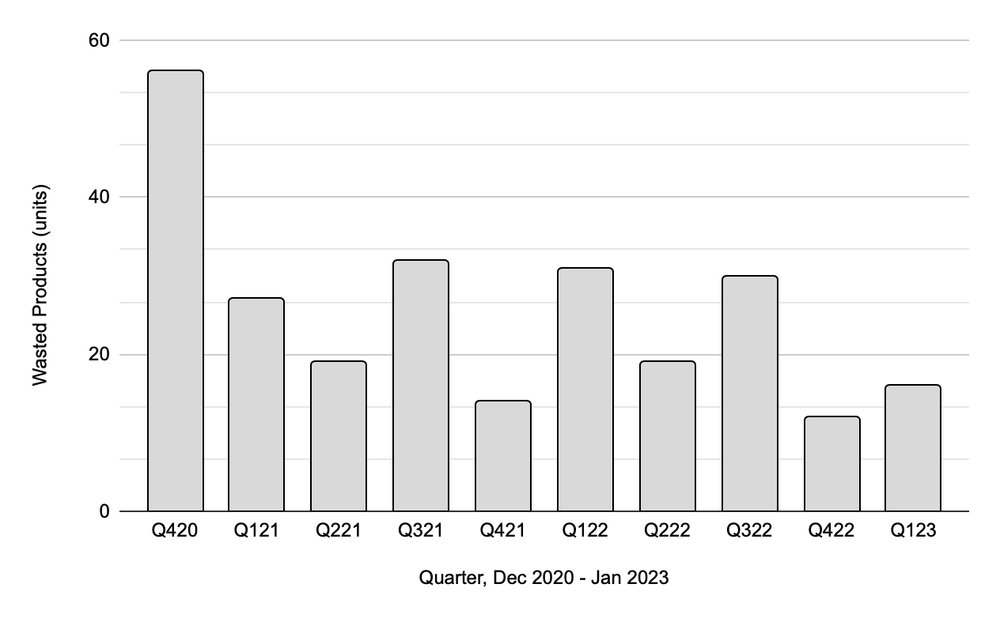 60
40
20
0
Wasted Products (units)
Q420 Q121 Q221 Q321 Q421 Q122 Q222 Q322 Q422 Q123
Quarter, Dec 2020 - Jan 2023